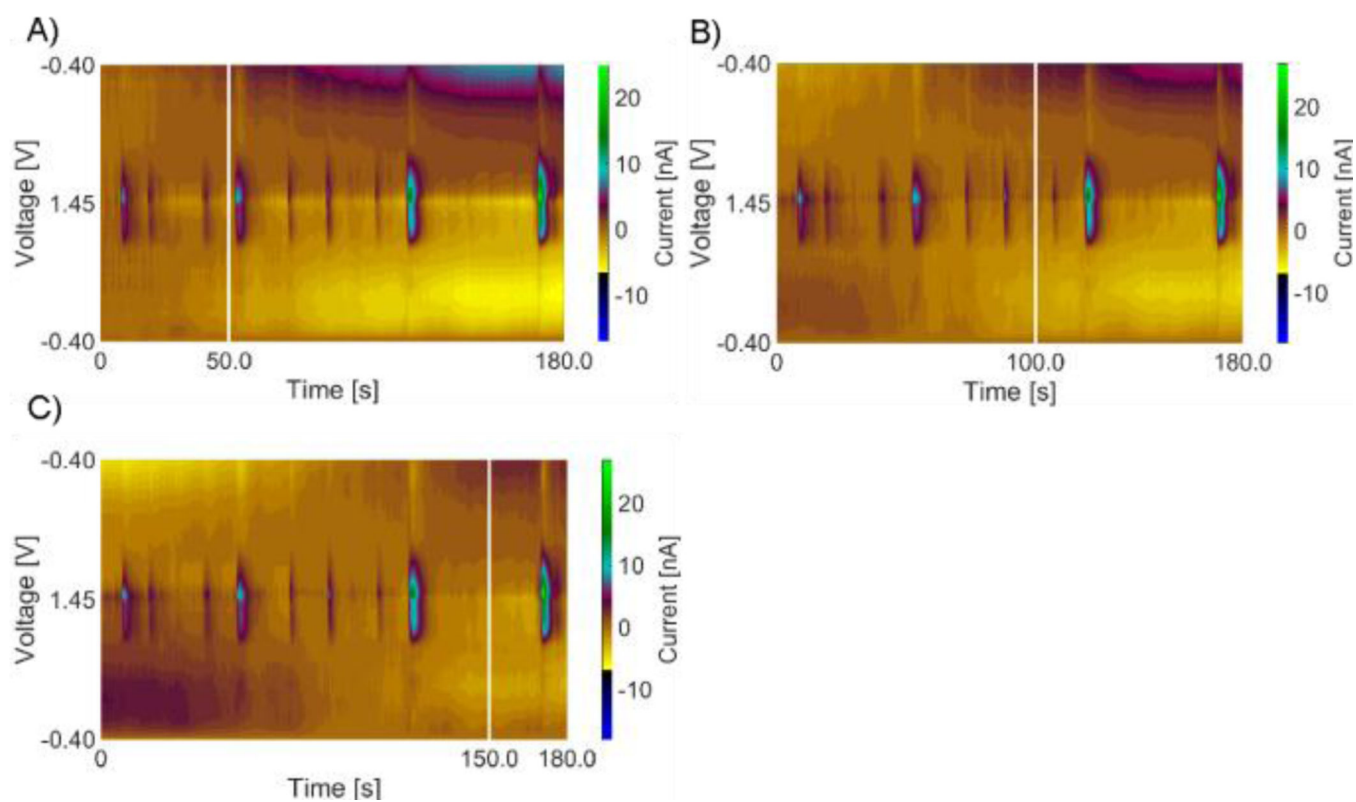 A)
-0.40
1.45
-0.40
Voltage [V]
0 50.0 180.0
Time [s]
20
10
0
-10
Current [nA]
B)
-0.40
1.45
-0.40
Voltage [V]
0 100.0 180.0
Time [s]
20
10
0
-10
Current [nA]
C)
-0.40
1.45
-0.40
Voltage [V]
0 150.0 180.0
Time [s]
20
10
0
-10
Current [nA]